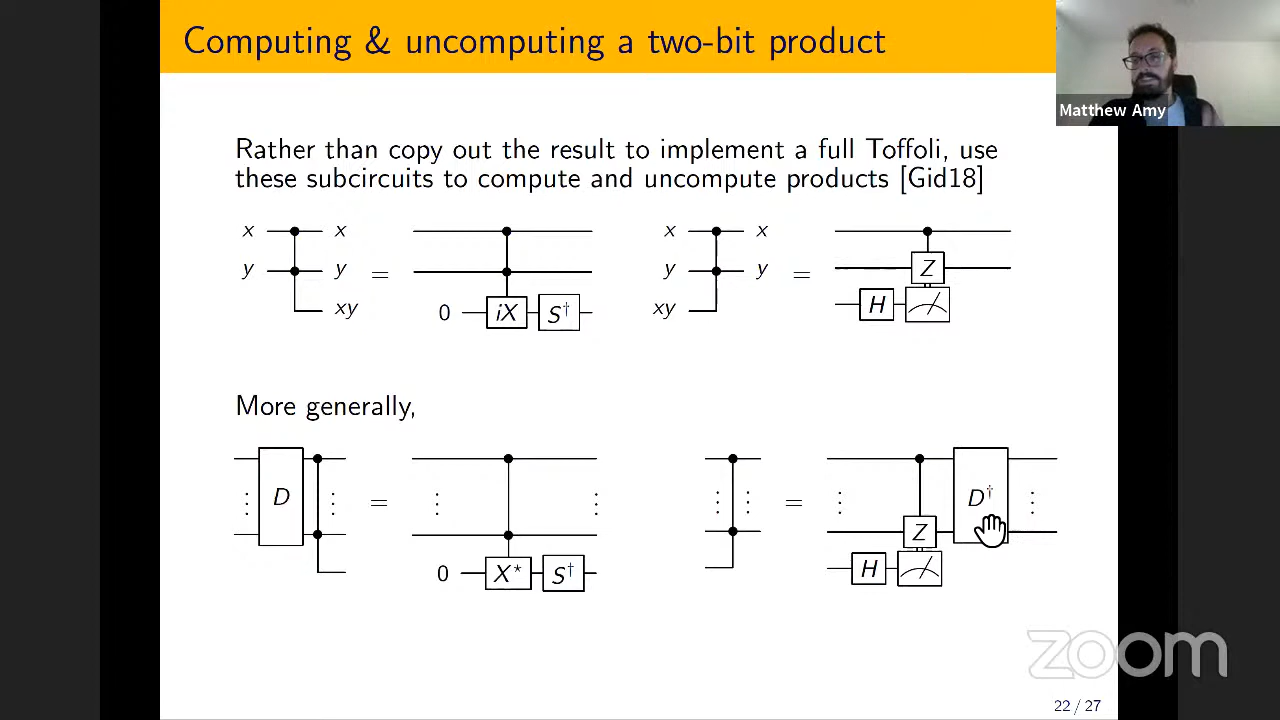 Computing & uncomputing a two-bit product
Matthew Amy
Rather than copy out the result to implement a full Toffoli, use
these subcircuits to compute and uncompute products [Gid18]
x x x x
y y = y y = Z
xy 0 iX S† xy H
More generally,
D = = D†
Z
0 X⋆ S† H
zoom
22 / 27